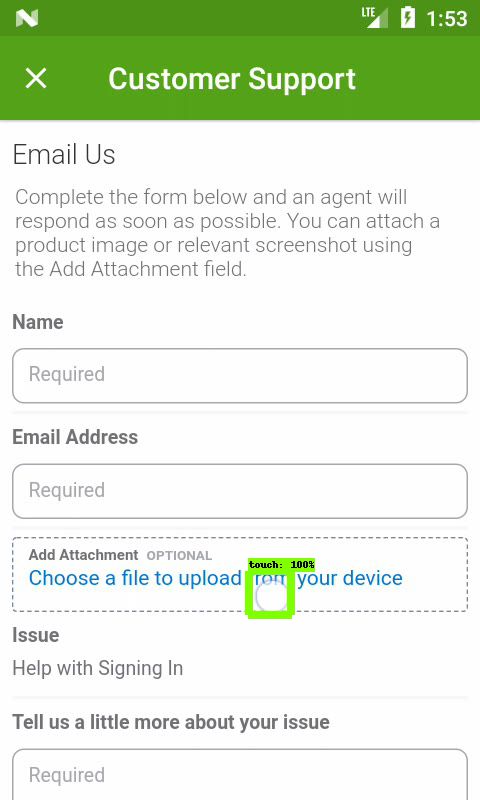 LTE 1:53
Customer Support
Email Us
Complete the form below and an agent will
respond as soon as possible. You can attach a
product image or relevant screenshot using
the Add Attachment field.
Name
Required
Email Address
Required
Add Attachment OPTIONAL
touch: 100%
Choose a file to upload from your device
Issue
Help with Signing In
Tell us a little more about your issue
Required